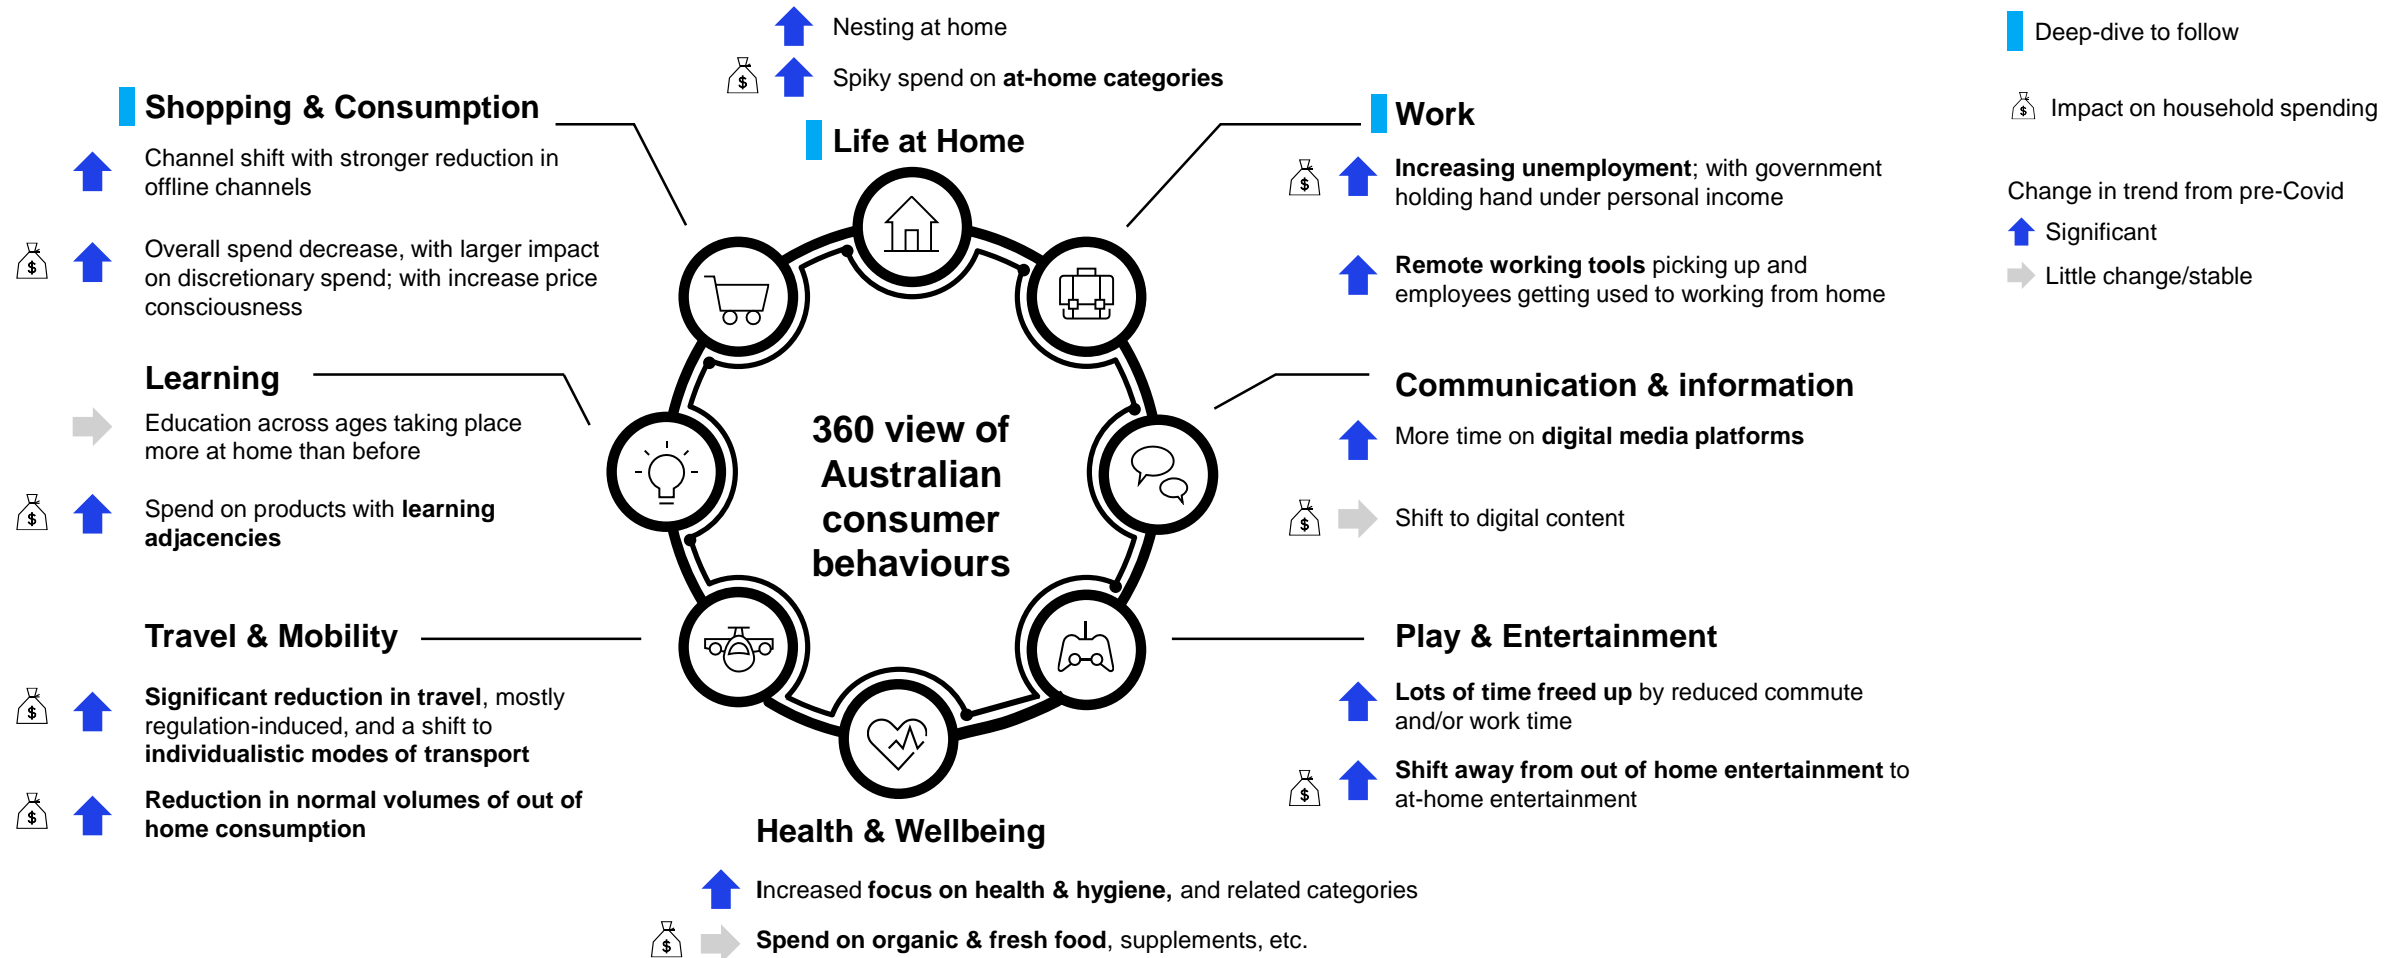 Nesting at home
Spiky spend on at-home categories
Life at Home
Shopping & Consumption
Channel shift with stronger reduction in
offline channels
Overall spend decrease, with larger impact
on discretionary spend; with increase price
consciousness
Learning
Education across ages taking place
more at home than before
Spend on products with learning
adjacencies
Travel & Mobility
Significant reduction in travel, mostly
regulation-induced, and a shift to
individualistic modes of transport
Reduction in normal volumes of out of
home consumption
360 view of
Australian
consumer
behaviours
Health & Wellbeing
Increased focus on health & hygiene, and related categories
Spend on organic & fresh food, supplements, etc.
Work
Increasing unemployment; with government
holding hand under personal income
Remote working tools picking up and
employees getting used to working from home
Communication & information
More time on digital media platforms
Shift to digital content
Play & Entertainment
Lots of time freed up by reduced commute
and/or work time
Shift away from out of home entertainment to
at-home entertainment
Deep-dive to follow
Impact on household spending
Change in trend from pre-Covid
Significant
Little change/stable